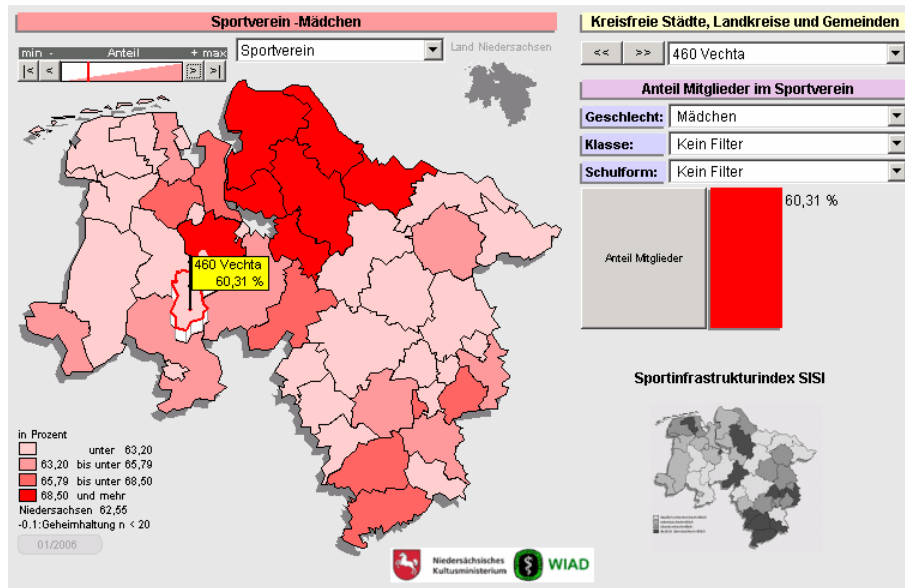 Sportverein -Mädchen
min - Anteil + max
|< < > >|
Sportverein
Land Niedersachsen
460 Vechta
60,31 %
in Prozent
unter 63,20
63,20 bis unter 65,79
65,79 bis unter 68,50
68,50 und mehr
Niedersachsen 62,55
-0.1:Geheimhaltung n < 20
01/2006
Kreisfreie Städte, Landkreise und Gemeinden
<< >> 460 Vechta
Anteil Mitglieder im Sportverein
Geschlecht: Mädchen
Klasse: Kein Filter
Schulform: Kein Filter
60,31 %
Anteil Mitglieder
Sportinfrastrukturindex SISI
Niedersächsisches
Kultusministerium
WIAD